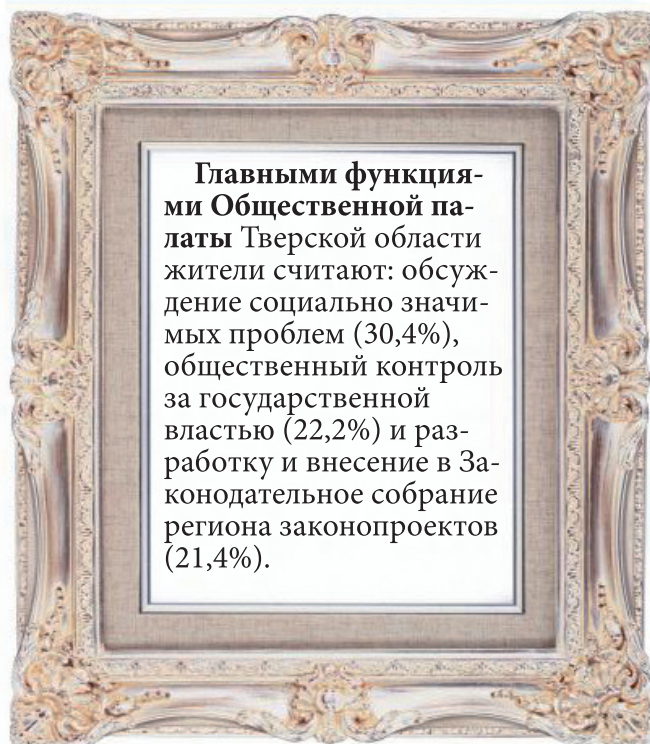 Главными функция-
ми Общественной па-
латы Тверской области
жители считают: обсуж-
дение социально значи-
мых проблем (30,4%),
общественный контроль
за государственной
властью (22,2%) и раз-
работку и внесение в За-
конодательное собрание
региона законопроектов
(21,4%).